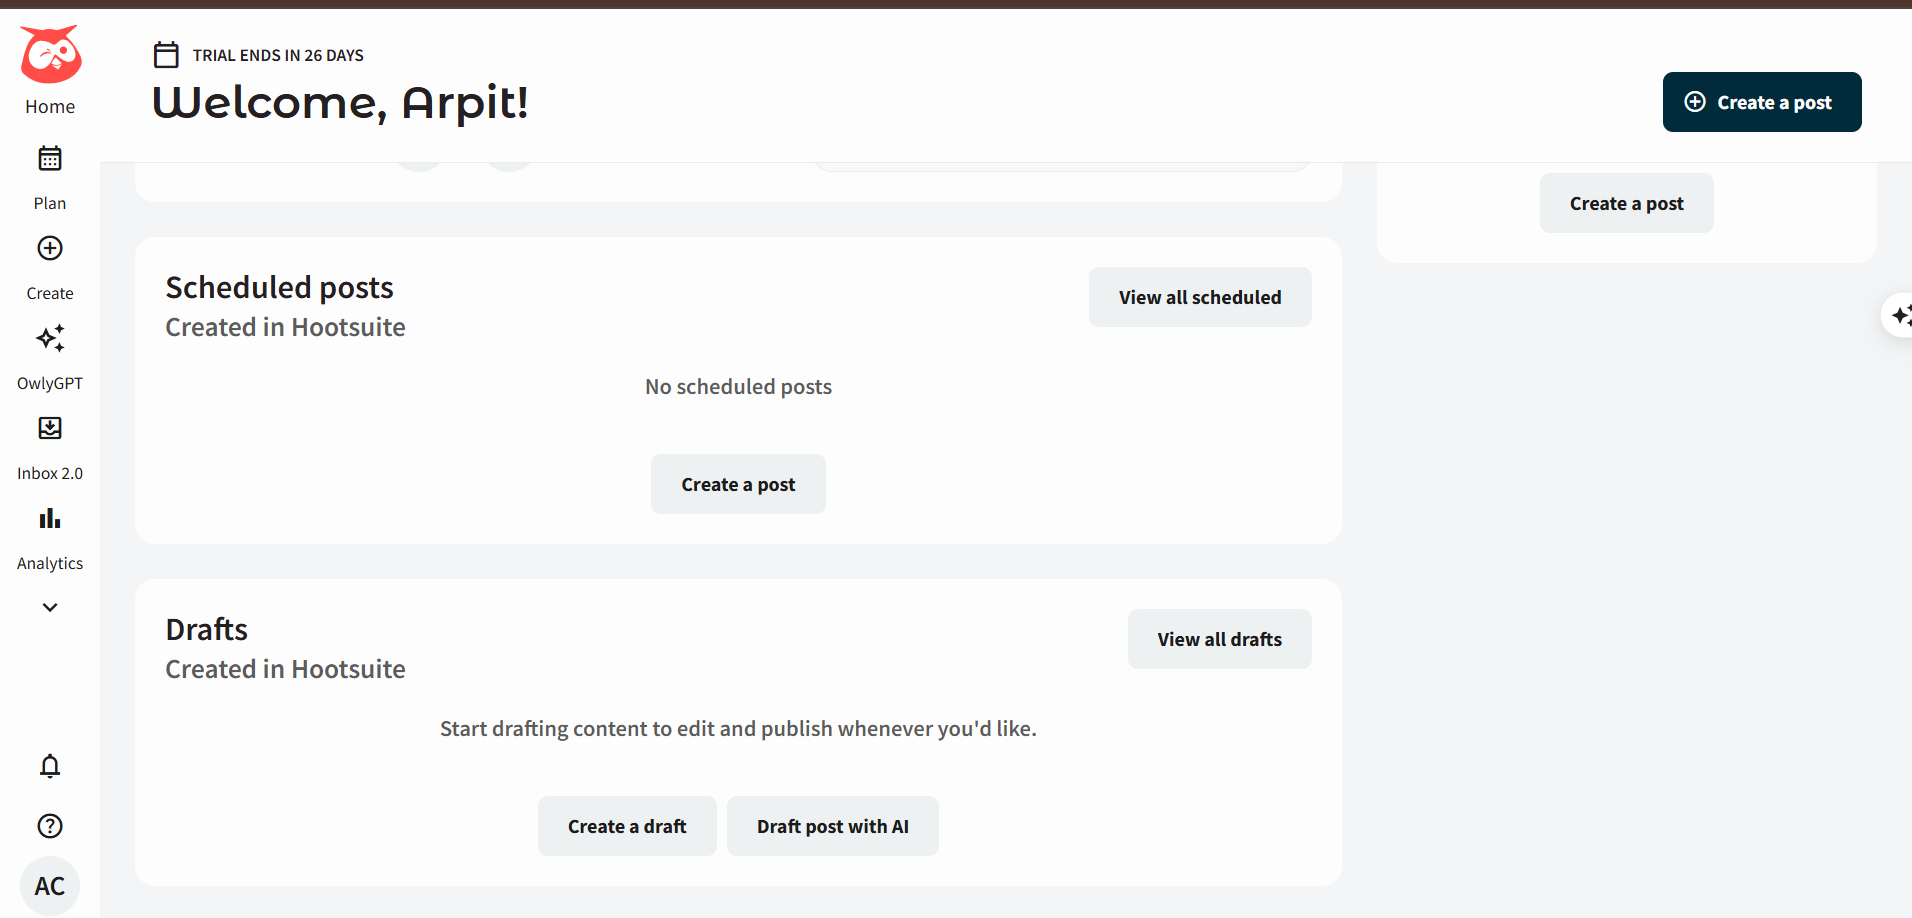 Home
Plan
Create
OwlyGPT
Inbox 2.0
Analytics
AC
TRIAL ENDS IN 26 DAYS
Welcome, Arpit!
Create a post
Create a post
Scheduled posts
Created in Hootsuite
View all scheduled
No scheduled posts
Create a post
Drafts
Created in Hootsuite
View all drafts
Start drafting content to edit and publish whenever you'd like.
Create a draft
Draft post with AI